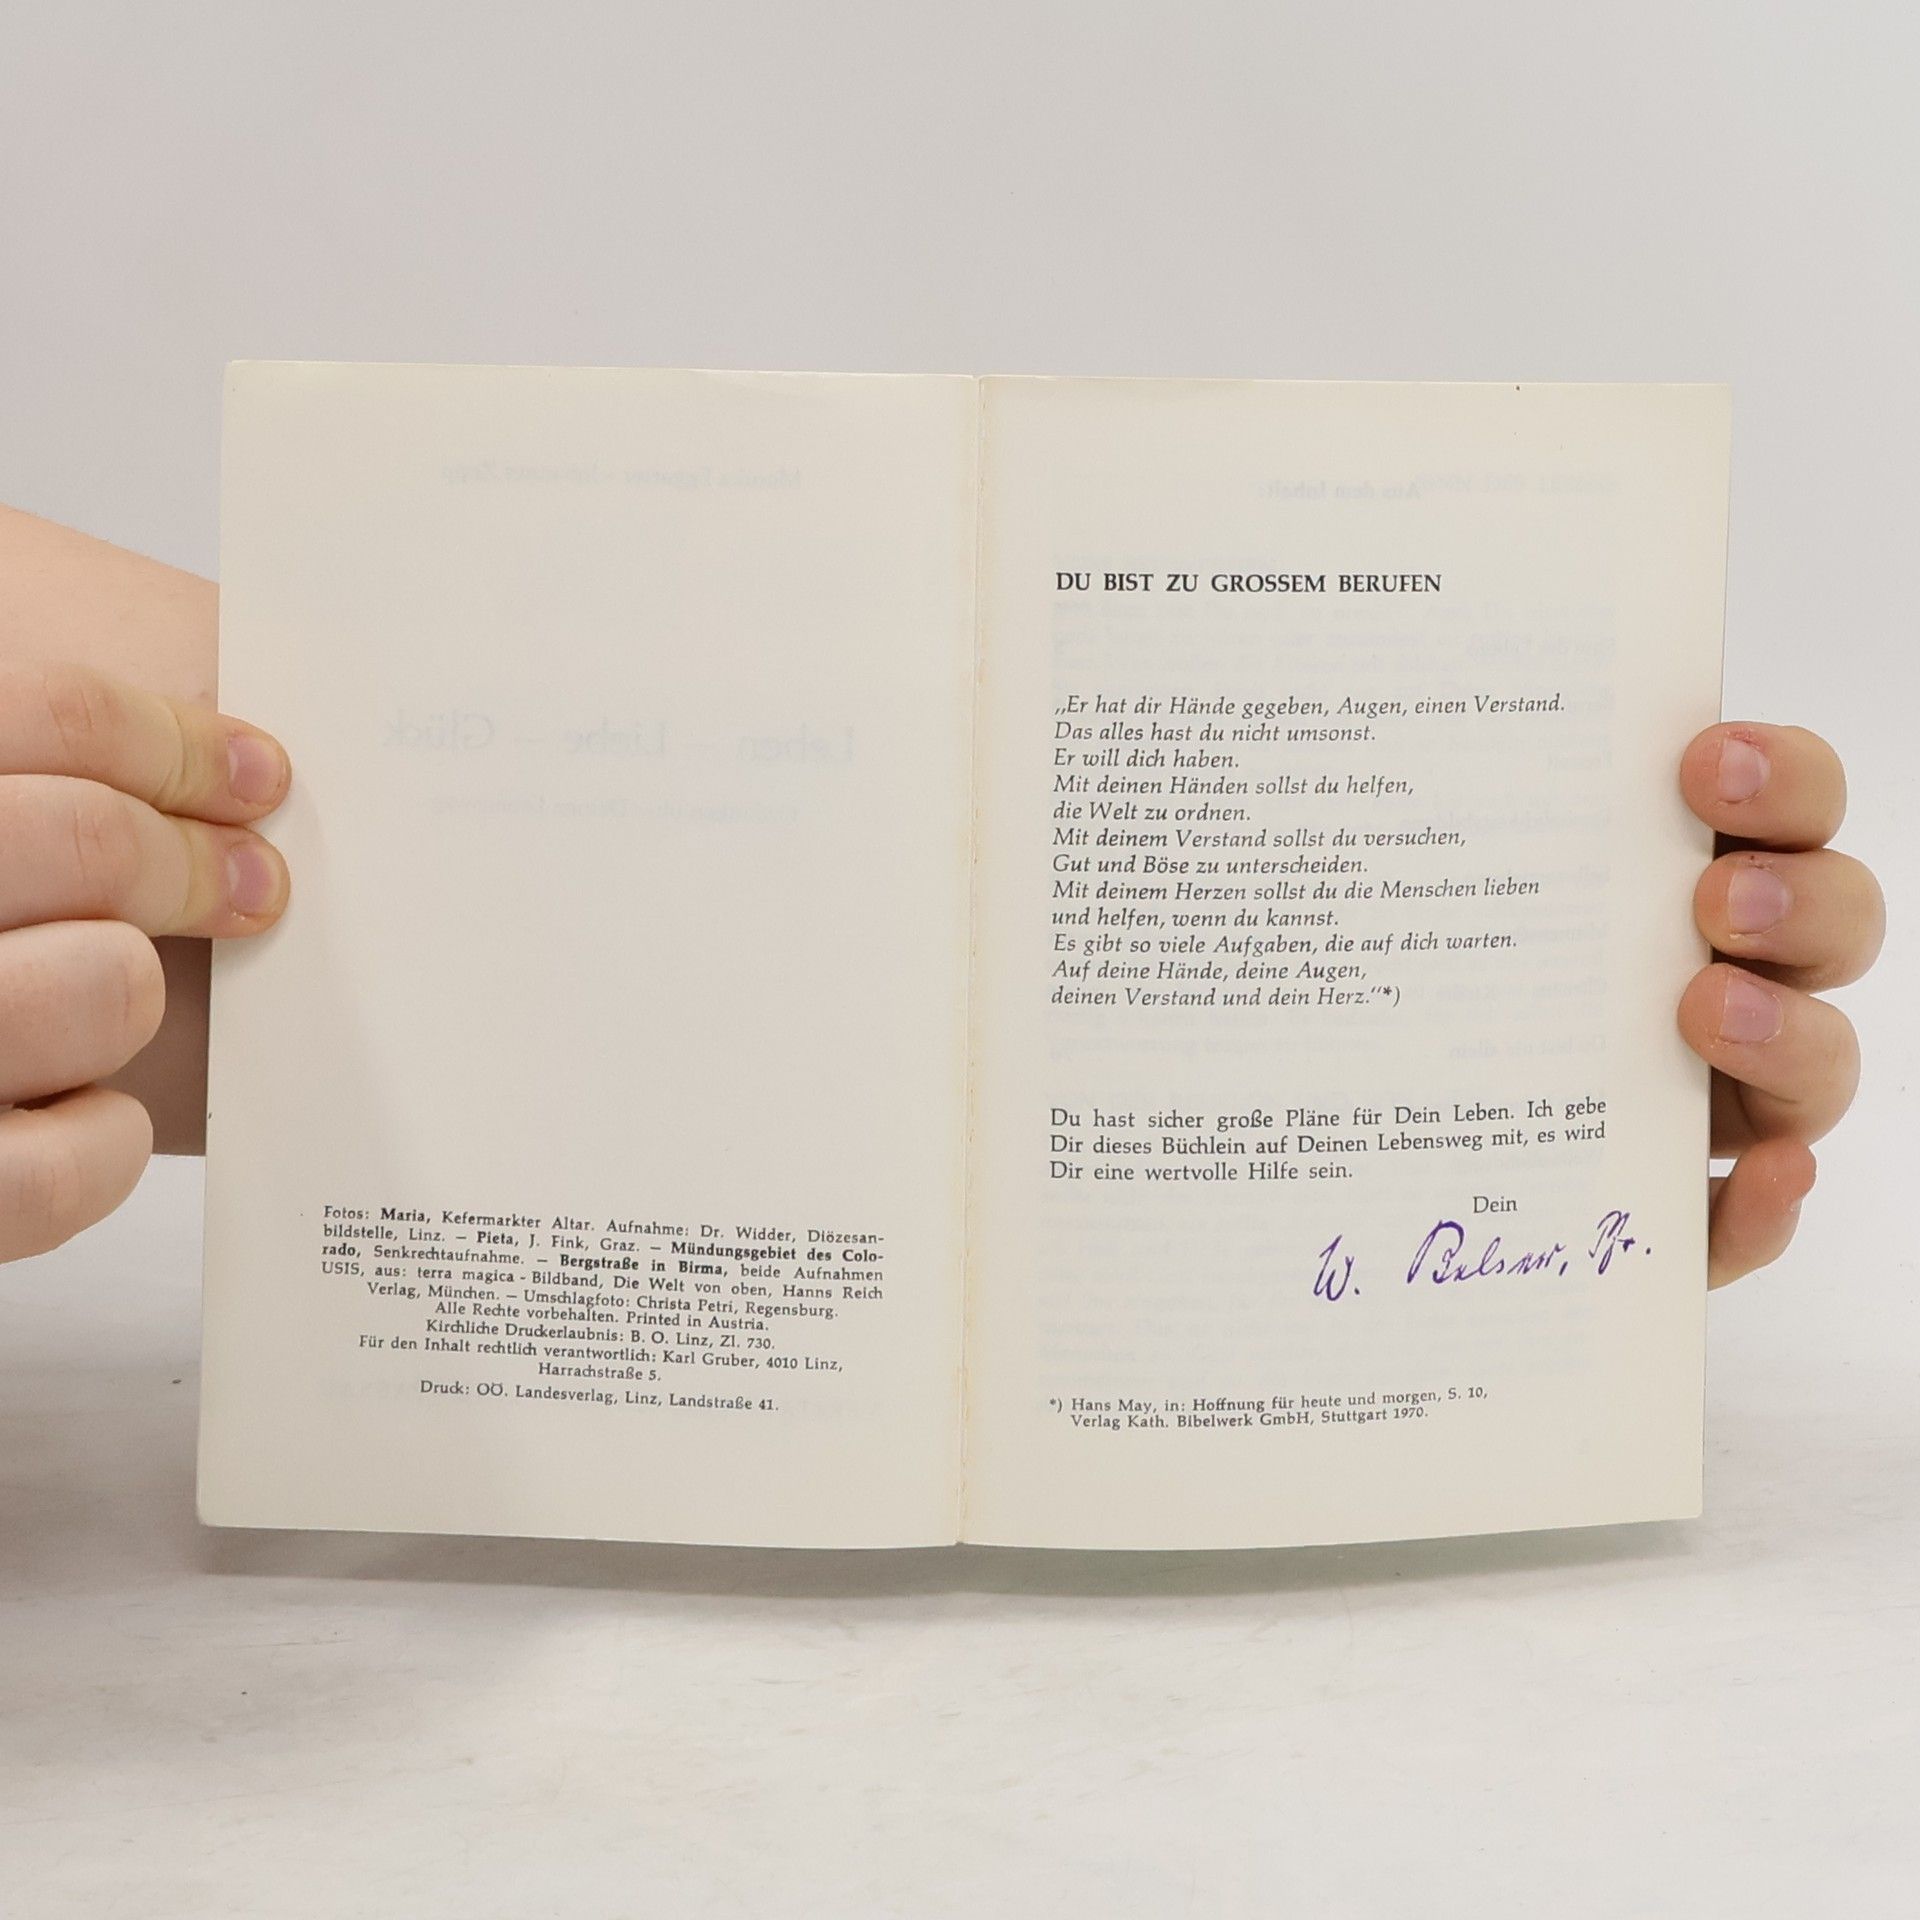 Fotos: Maria, Kefermarkter Altar. Aufnahme: Dr. Widder, Diözesan-
bildstelle, Linz. — Pieta, J. Fink, Graz. — Mündungsgebiet des Colo-
rado, Senkrechtaufnahme. — Bergstraße in Birma, beide Aufnahmen
USIS, aus: terra magica - Bildband, Die Welt von oben, Hanns Reich
Verlag, München. — Umschlagfoto: Christa Petri, Regensburg.
Alle Rechte vorbehalten. Printed in Austria.
Kirchliche Druckerlaubnis: B. O. Linz, Zl. 730.
Für den Inhalt rechtlich verantwortlich: Karl Gruber, 4010 Linz,
Harrachstraße 5.
Druck: OÖ. Landesverlag, Linz, Landstraße 41.
DU BIST ZU GROSSEM BERUFEN
„Er hat dir Hände gegeben, Augen, einen Verstand.
Das alles hast du nicht umsonst.
Er will dich haben.
Mit deinen Händen sollst du helfen,
die Welt zu ordnen.
Mit deinem Verstand sollst du versuchen,
Gut und Böse zu unterscheiden.
Mit deinem Herzen sollst du die Menschen lieben
und helfen, wenn du kannst.
Es gibt so viele Aufgaben, die auf dich warten.
Auf deine Hände, deine Augen,
deinen Verstand und dein Herz."*)
Du hast sicher große Pläne für Dein Leben. Ich gebe
Dir dieses Büchlein auf Deinen Lebensweg mit, es wird
Dir eine wertvolle Hilfe sein.
Dein
W. Pfr.
*) Hans May, in: Hoffnung für heute und morgen, S. 10,
Verlag Kath. Bibelwerk GmbH, Stuttgart 1970.